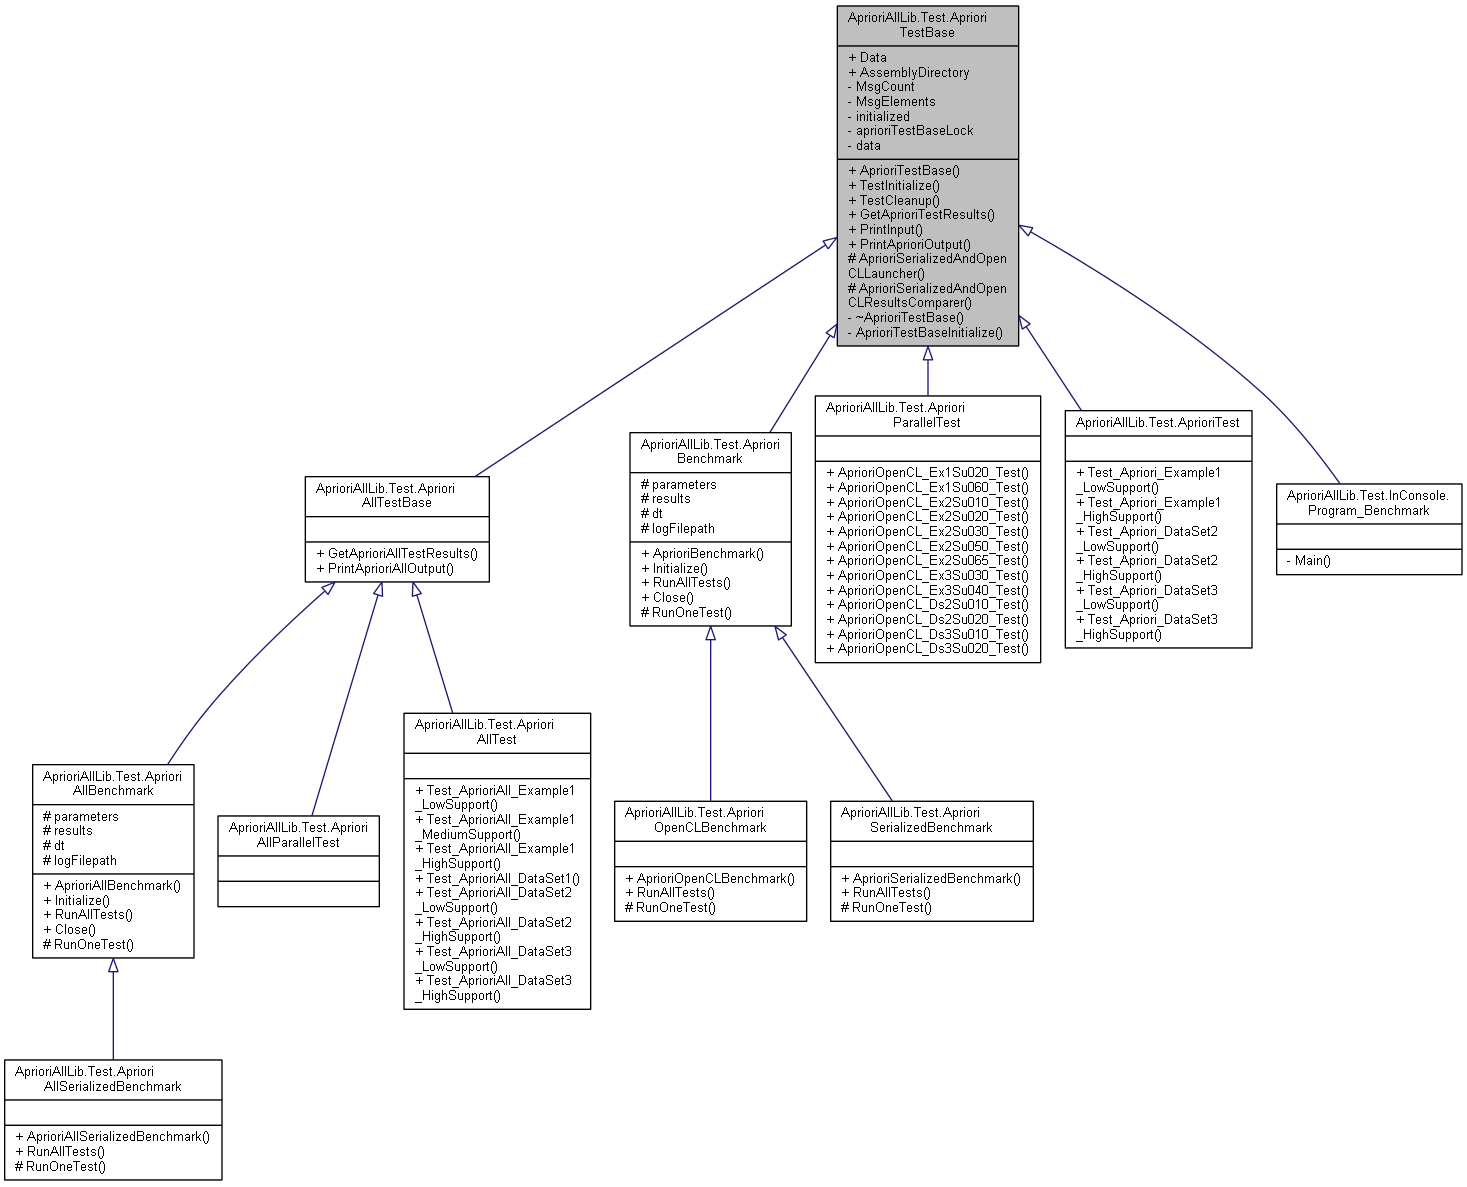 AprioriAllLib.Test.Apriori
TestBase
+ Data
+ AssemblyDirectory
- MsgCount
- MsgElements
- initialized
- aprioriTestBaseLock
- data
+ AprioriTestBase()
+ TestInitialize()
+ TestCleanup()
+ GetAprioriTestResults()
+ PrintInput()
+ PrintAprioriOutput()
# AprioriSerializedAndOpen
CLLauncher()
# AprioriSerializedAndOpen
CLResultsComparer()
- ~AprioriTestBase()
- AprioriTestBaseInitialize()
AprioriAllLib.Test.Apriori
AllTestBase
+ GetAprioriAllTestResults()
+ PrintAprioriAllOutput()
AprioriAllLib.Test.Apriori
Benchmark
# parameters
# results
# dt
# logFilepath
+ AprioriBenchmark()
+ Initialize()
+ RunAllTests()
+ Close()
# RunOneTest()
AprioriAllLib.Test.Apriori
ParallelTest
+ AprioriOpenCL_Ex1Su020_Test()
+ AprioriOpenCL_Ex1Su060_Test()
+ AprioriOpenCL_Ex2Su010_Test()
+ AprioriOpenCL_Ex2Su020_Test()
+ AprioriOpenCL_Ex2Su030_Test()
+ AprioriOpenCL_Ex2Su050_Test()
+ AprioriOpenCL_Ex2Su065_Test()
+ AprioriOpenCL_Ex3Su030_Test()
+ AprioriOpenCL_Ex3Su040_Test()
+ AprioriOpenCL_Ds2Su010_Test()
+ AprioriOpenCL_Ds2Su020_Test()
+ AprioriOpenCL_Ds3Su010_Test()
+ AprioriOpenCL_Ds3Su020_Test()
AprioriAllLib.Test.AprioriTest
+ Test_Apriori_Example1
_LowSupport()
+ Test_Apriori_Example1
_HighSupport()
+ Test_Apriori_DataSet2
_LowSupport()
+ Test_Apriori_DataSet2
_HighSupport()
+ Test_Apriori_DataSet3
_LowSupport()
+ Test_Apriori_DataSet3
_HighSupport()
AprioriAllLib.Test.InConsole.
Program_Benchmark
- Main()
AprioriAllLib.Test.Apriori
AllBenchmark
# parameters
# results
# dt
# logFilepath
+ AprioriAllBenchmark()
+ Initialize()
+ RunAllTests()
+ Close()
# RunOneTest()
AprioriAllLib.Test.Apriori
AllParallelTest
AprioriAllLib.Test.Apriori
AllTest
+ Test_AprioriAll_Example1
_LowSupport()
+ Test_AprioriAll_Example1
_MediumSupport()
+ Test_AprioriAll_Example1
_HighSupport()
+ Test_AprioriAll_DataSet1()
+ Test_AprioriAll_DataSet2
_LowSupport()
+ Test_AprioriAll_DataSet2
_HighSupport()
+ Test_AprioriAll_DataSet3
_LowSupport()
+ Test_AprioriAll_DataSet3
_HighSupport()
AprioriAllLib.Test.Apriori
OpenCLBenchmark
+ AprioriOpenCLBenchmark()
+ RunAllTests()
# RunOneTest()
AprioriAllLib.Test.Apriori
SerializedBenchmark
+ AprioriSerializedBenchmark()
+ RunAllTests()
# RunOneTest()
AprioriAllLib.Test.Apriori
AllSerializedBenchmark
+ AprioriAllSerializedBenchmark()
+ RunAllTests()
# RunOneTest()